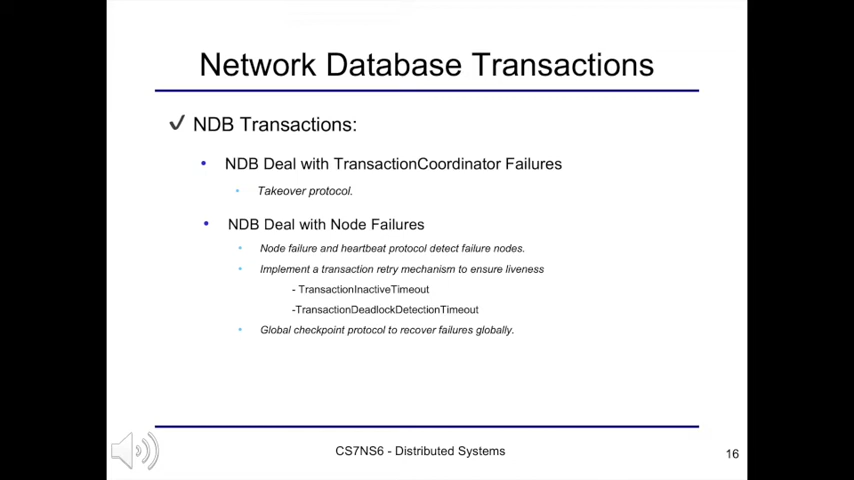 Network Database Transactions
NDB Transactions:
NDB Deal with TransactionCoordinator Failures
Takeover protocol.
NDB Deal with Node Failures
Node failure and heartbeat protocol detect failure nodes.
Implement a transaction retry mechanism to ensure liveness
- TransactionInactiveTimeout
-TransactionDeadlockDetectionTimeout
Global checkpoint protocol to recover failures globally.
CS7NS6 - Distributed Systems
16